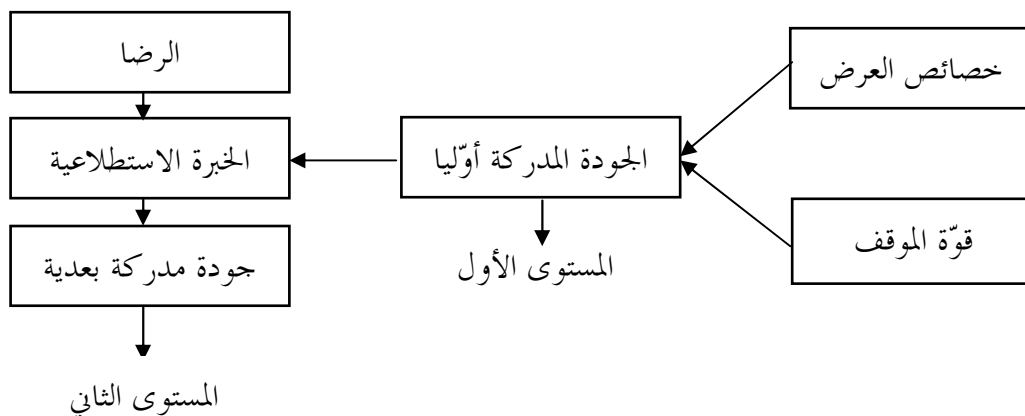 خصائص العرض
قوّة الموقف
الجودة المدركة أوّليا
المستوى الأول
الرضا
الخبرة الاستطلاعية
جودة مدركة بعدية
المستوى الثاني